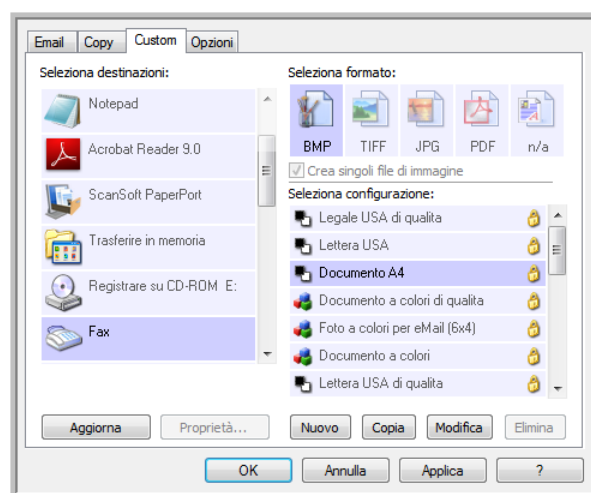 Email Copy Custom Opzioni
Seleziona destinazioni:
Notepad
Acrobat Reader 9.0
ScanSoft PaperPort
Trasferire in memoria
Registrare su CD-ROM E:
Fax
Aggiorna Proprietà...
Seleziona formato:
BMP TIFF JPG PDF n/a
Crea singoli file di immagine
Seleziona configurazione:
Legale USA di qualita
Lettera USA
Documento A4
Documento a colori di qualita
Foto a colori per eMail (6x4)
Documento a colori
Lettera USA di qualita
Nuovo Copia Modifica Elimina
OK Annulla Applica ?